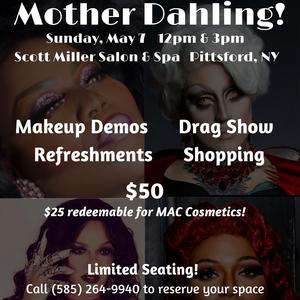 Mother Dahling!
Sunday, May 7 12pm & 3pm
Scott Miller Salon & Spa Pittsford, NY
Makeup Demos Drag Show
Refreshments Shopping
$50
$25 redeemable for MAC Cosmetics!
Limited Seating!
Call (585) 264-9940 to reserve your space